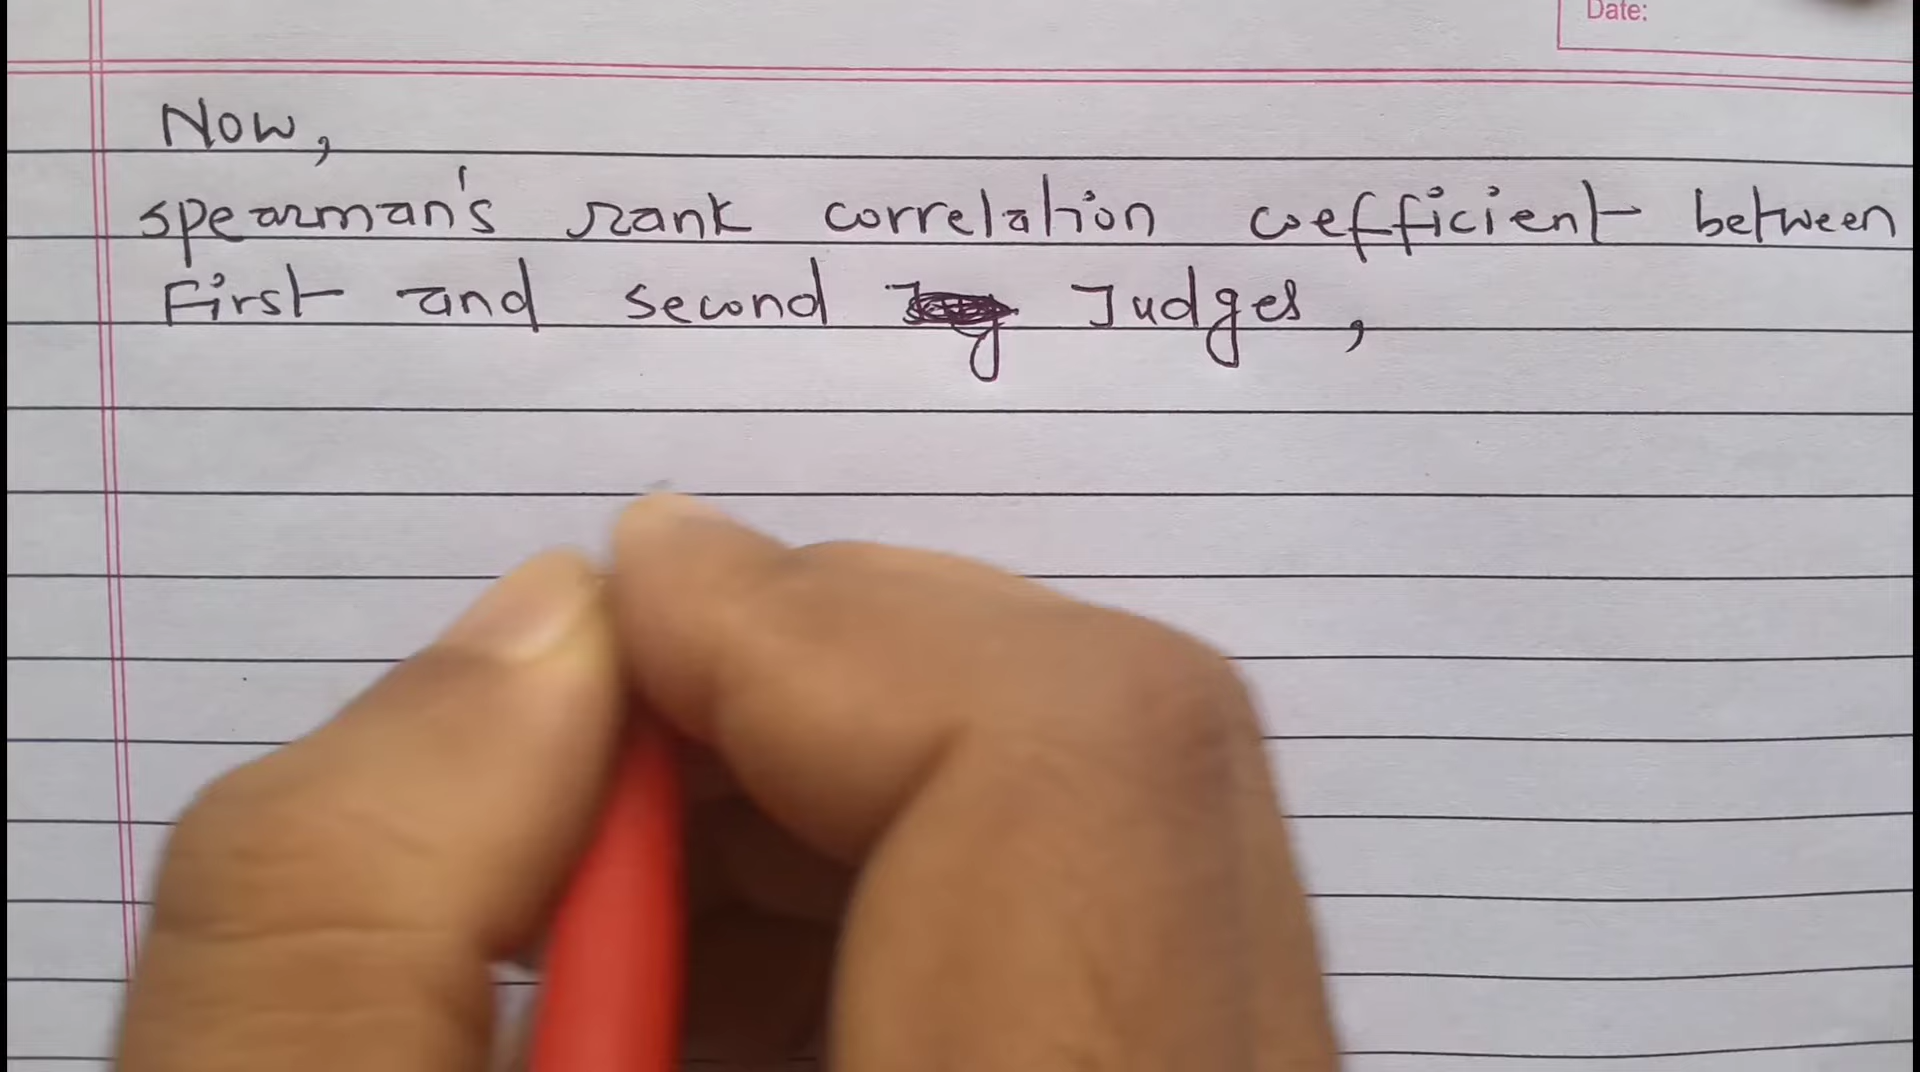 Date:
Now,
spearman's rank correlation coefficient between
First and second Judges,